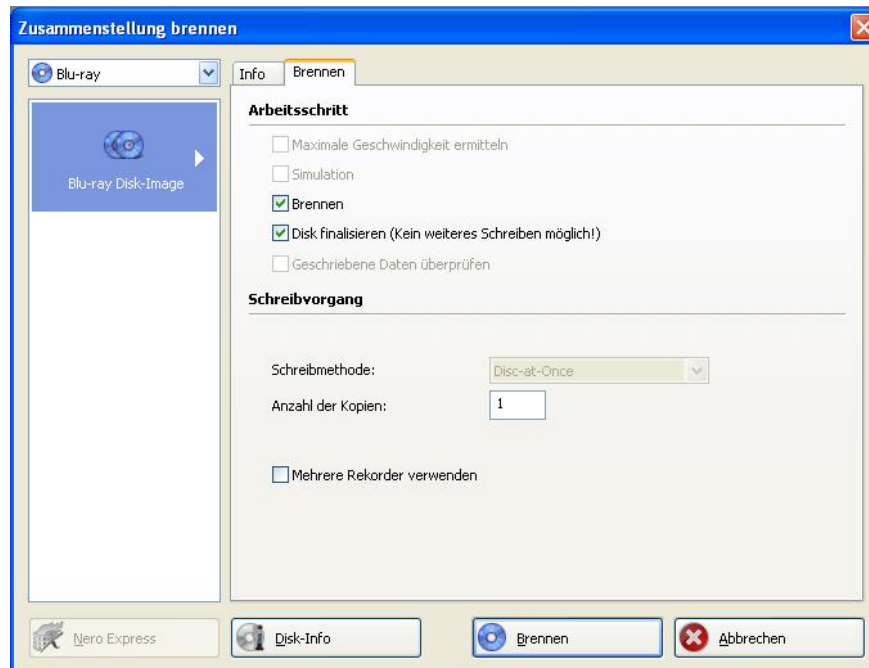 Zusammenstellung brennen
Blu-ray
Info
Brennen
Blu-ray Disk-Image
Arbeitsschritt
Maximale Geschwindigkeit ermitteln
Simulation
Brennen
Disk finalisieren (Kein weiteres Schreiben möglich!)
Geschriebene Daten überprüfen
Schreibvorgang
Schreibmethode:
Disc-at-Once
Anzahl der Kopien:
1
Mehrere Rekorder verwenden
Nero Express
Disk-Info
Brennen
Abbrechen